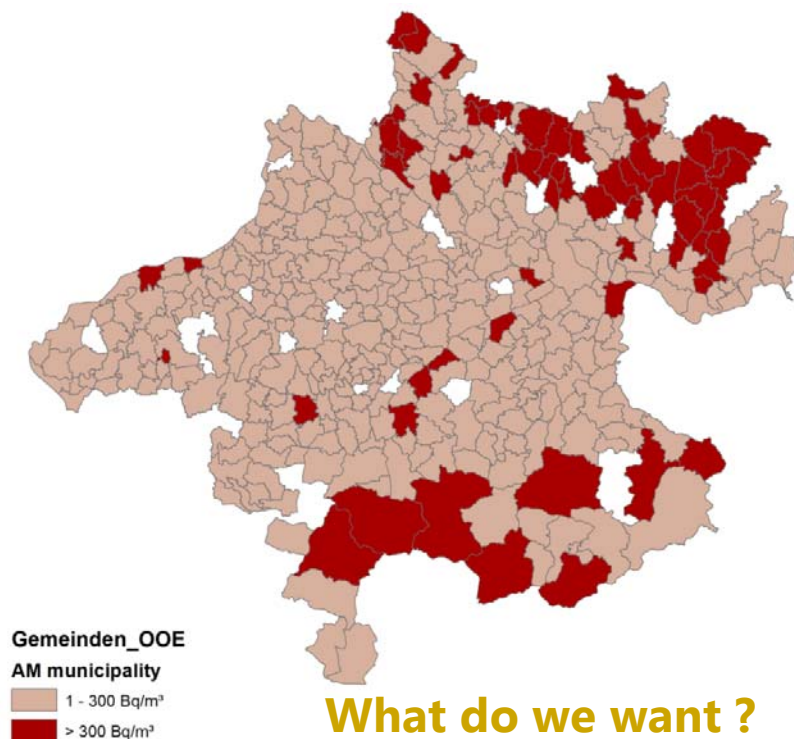 Gemeinden_OOE
AM municipality
1 - 300 Bq/m³
> 300 Bq/m³
What do we want ?